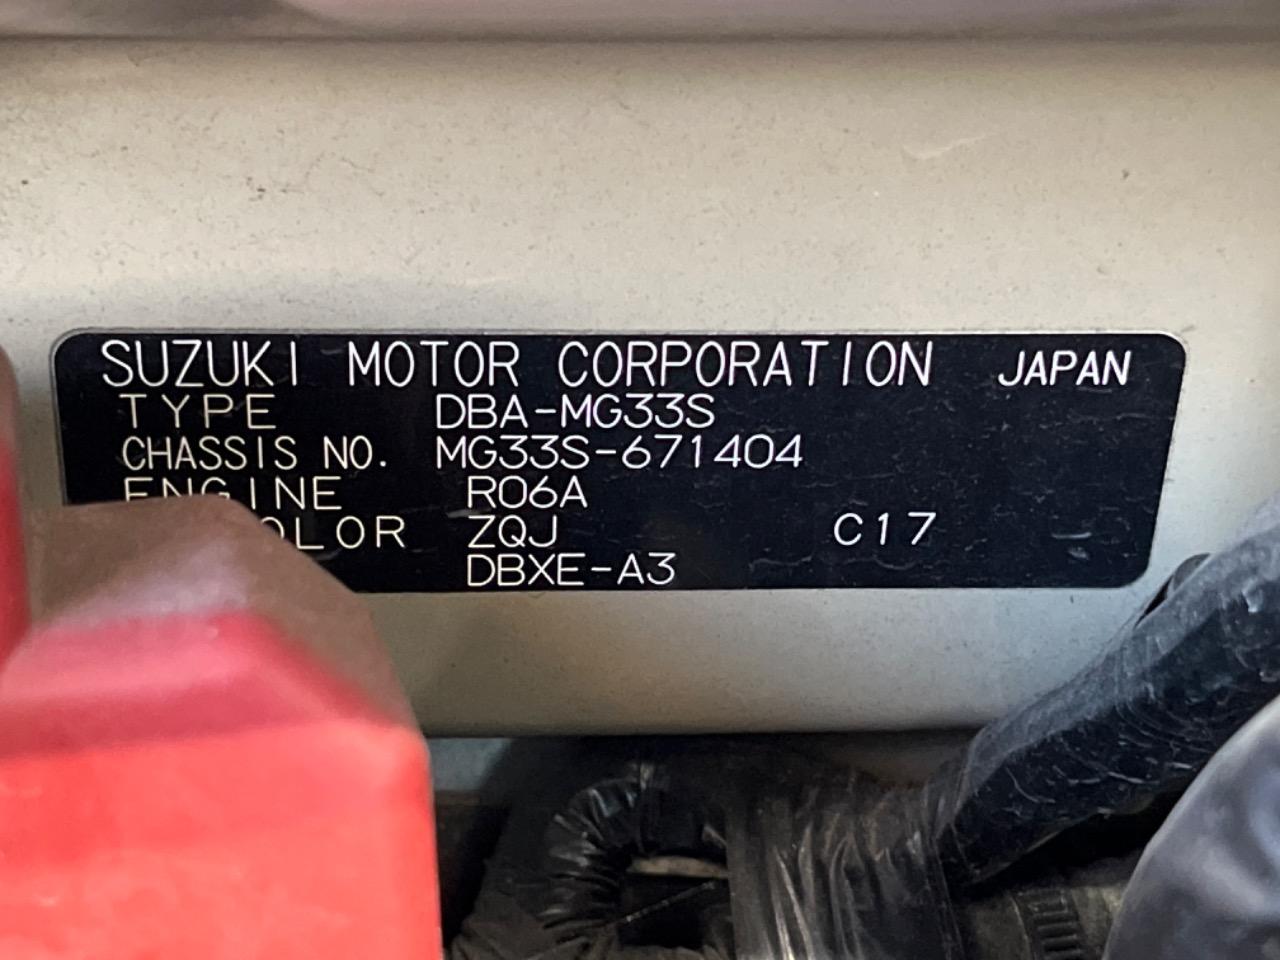 SUZUKI MOTOR CORPORATION JAPAN
TYPE DBA-MG33S
CHASSIS NO. MG33S-671404
ENGINE R06A
OLOR ZQJ C17
DBXE-A3